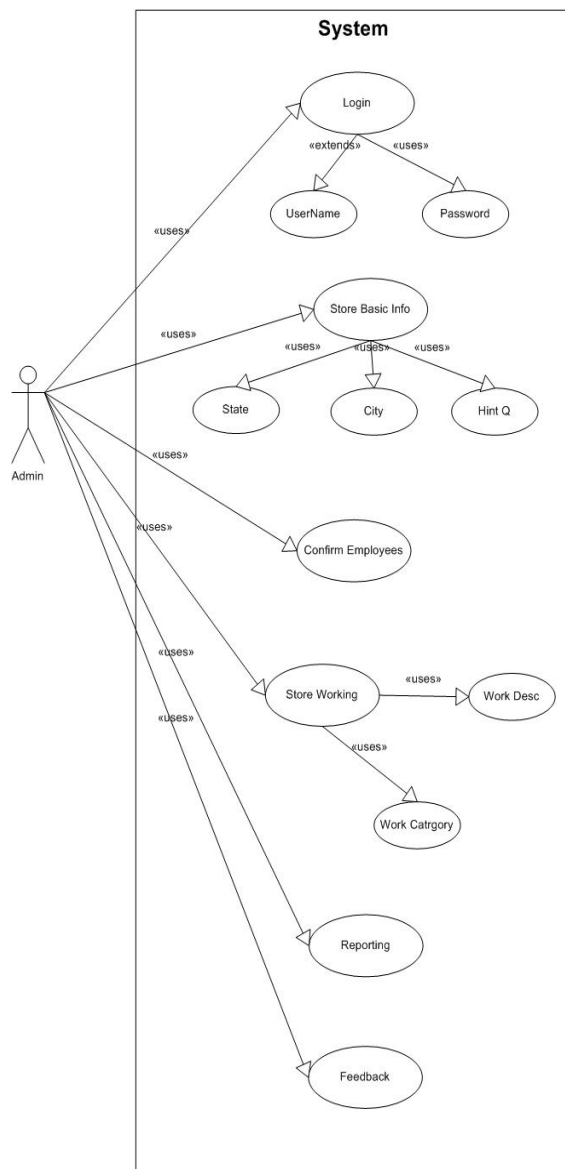 System
Login
«extends»
«uses»
UserName
Password
«uses»
Store Basic Info
«uses»
«uses»
«uses»
«uses»
State
City
Hint Q
Admin
«uses»
«uses»
Confirm Employees
«uses»
Store Working
«uses»
Work Desc
«uses»
«uses»
Work Catrgory
«uses»
Reporting
Feedback